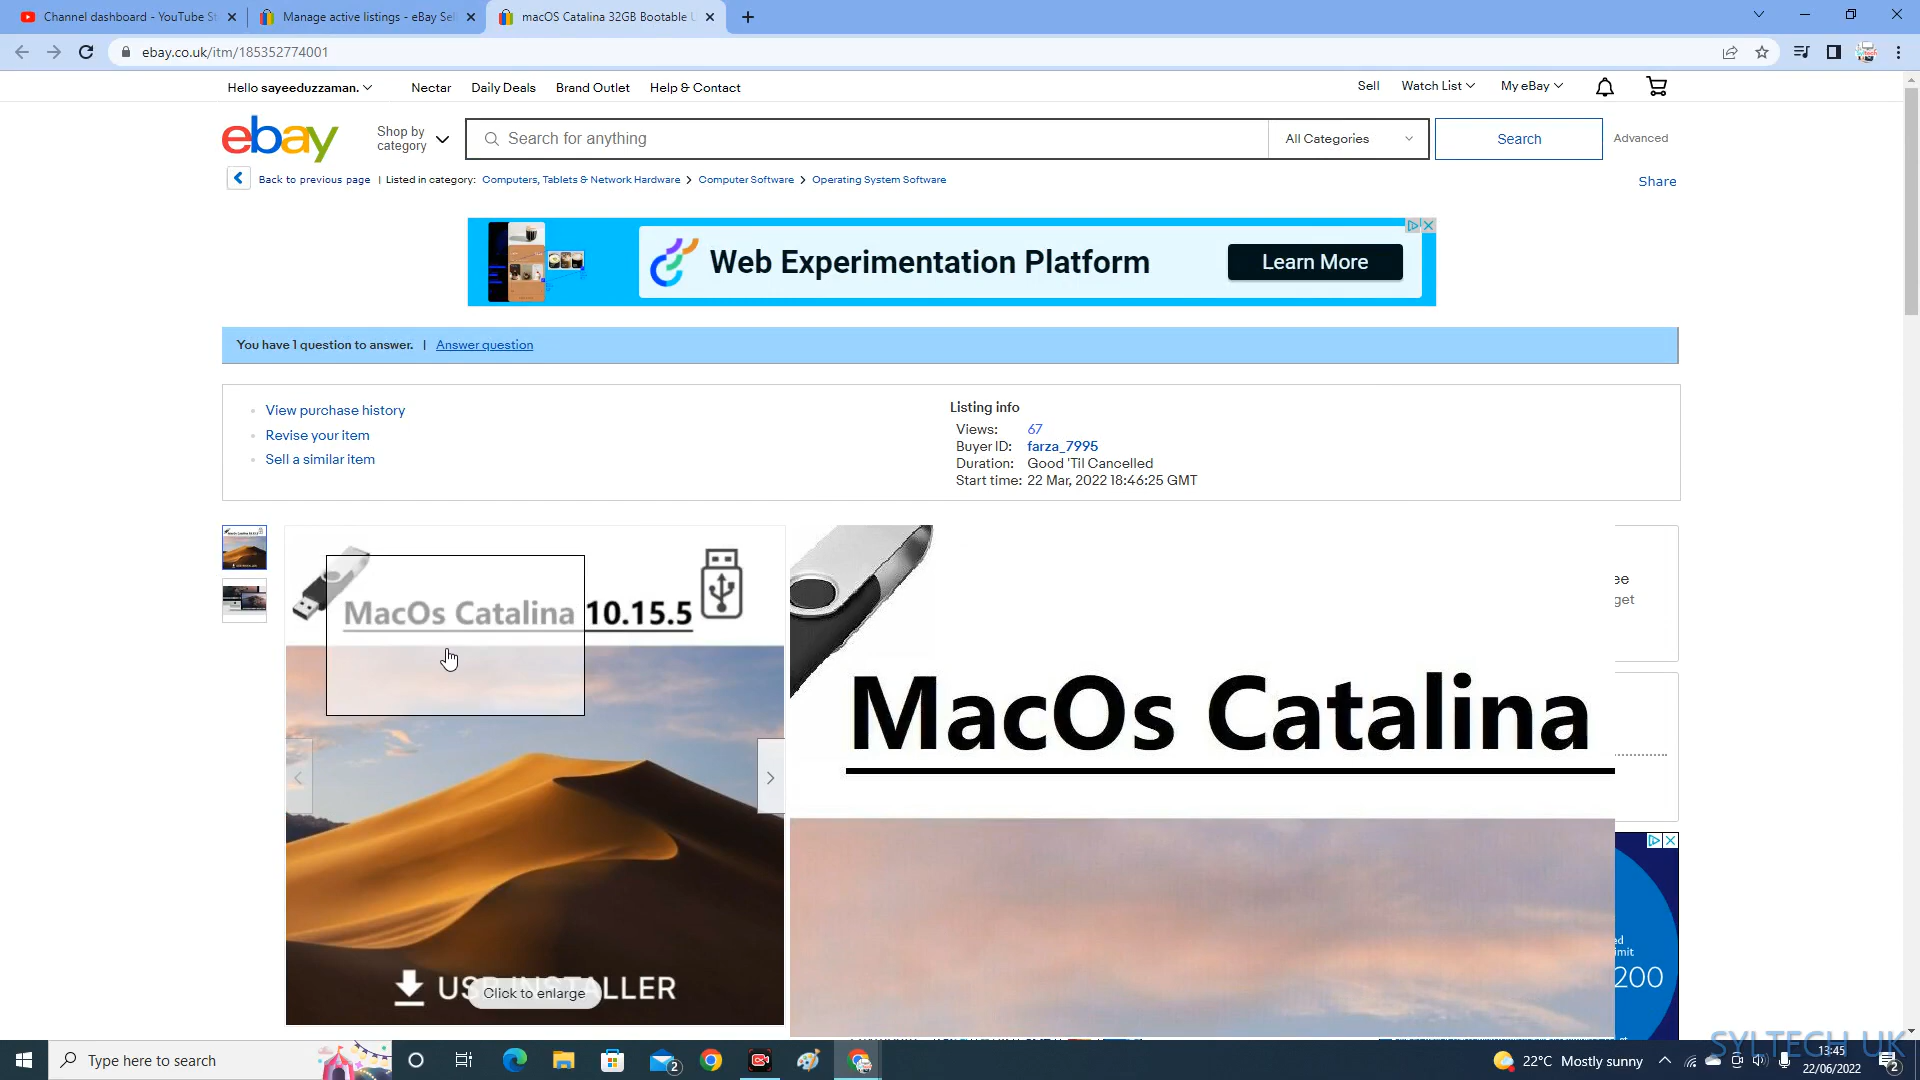 Channel dashboard - YouTube St
Manage active listings - eBay Sel
macOS Catalina 32GB Bootable U
ebay.co.uk/itm/185352774001
Hello sayeeduzzaman.
Nectar
Daily Deals
Brand Outlet
Help & Contact
Sell
Watch List
My eBay
ebay
Shop by category
Search for anything
All Categories
Search
Advanced
Back to previous page | Listed in category: Computers, Tablets & Network Hardware > Computer Software > Operating System Software
Share
Web Experimentation Platform
Learn More
You have 1 question to answer. | Answer question
View purchase history
Revise your item
Sell a similar item
Listing info
Views: 67
Buyer ID: farza_7995
Duration: Good 'Til Cancelled
Start time: 22 Mar, 2022 18:46:25 GMT
MacOs Catalina 10.15.5
MacOs Catalina
ee
get
USB INSTALLER
Click to enlarge
ed
imit
200
SYLTECH UK
Type here to search
2
22°C Mostly sunny
13:45
22/06/2022
2